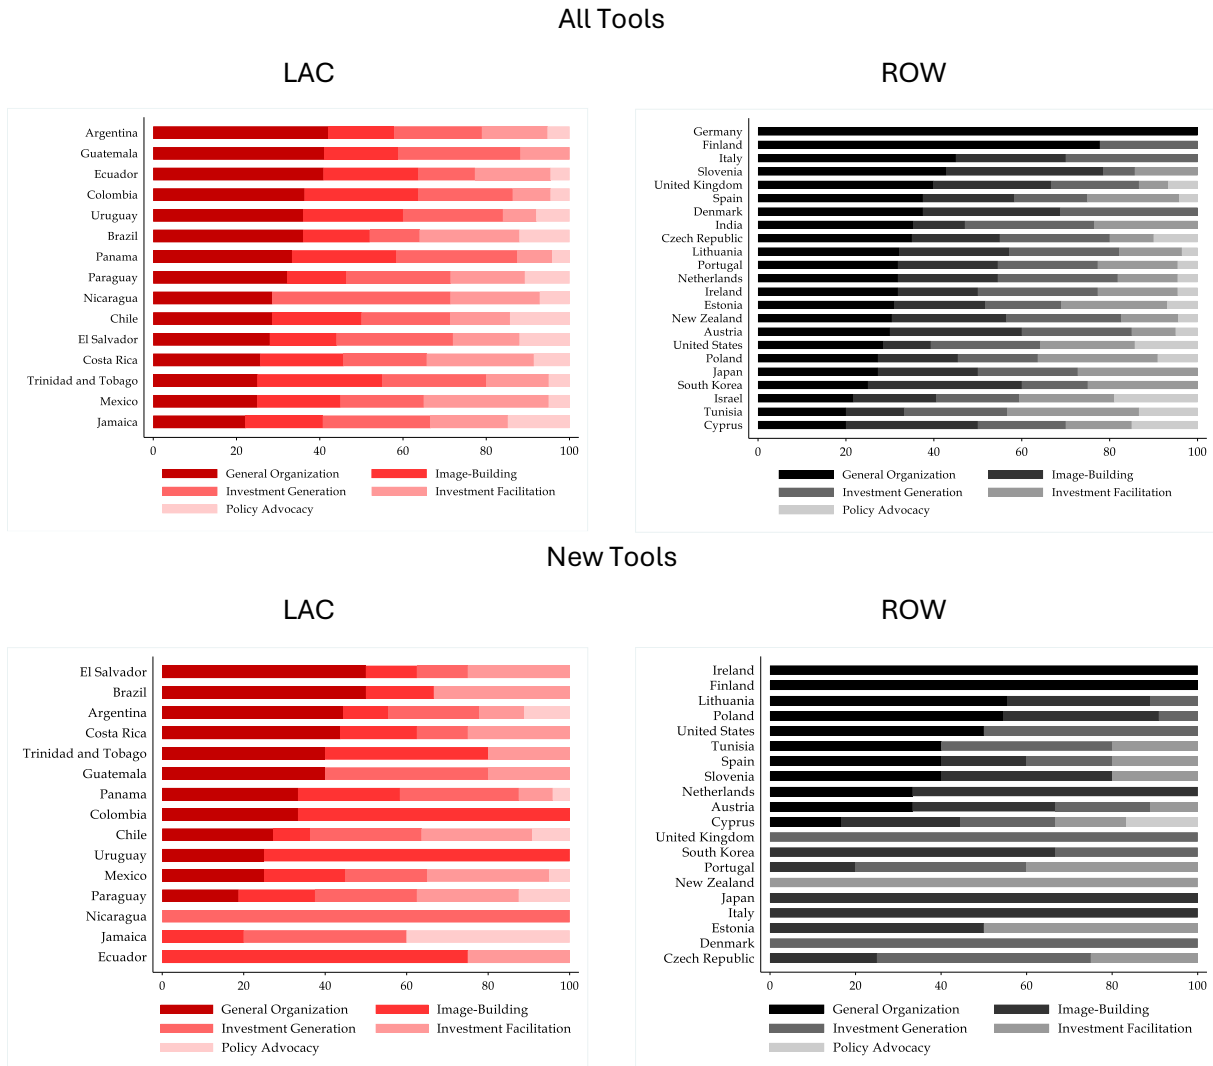 All Tools
LAC
ROW
Argentina
Guatemala
Ecuador
Colombia
Uruguay
Brazil
Panama
Paraguay
Nicaragua
Chile
El Salvador
Costa Rica
Trinidad and Tobago
Mexico
Jamaica
0 20 40 60 80 100
General Organization Image-Building
Investment Generation Investment Facilitation
Policy Advocacy
Germany
Finland
Italy
Slovenia
United Kingdom
Spain
Denmark
India
Czech Republic
Lithuania
Portugal
Netherlands
Ireland
Estonia
New Zealand
Austria
United States
Poland
Japan
South Korea
Israel
Tunisia
Cyprus
0 20 40 60 80 100
General Organization Image-Building
Investment Generation Investment Facilitation
Policy Advocacy
New Tools
LAC
ROW
El Salvador
Brazil
Argentina
Costa Rica
Trinidad and Tobago
Guatemala
Panama
Colombia
Chile
Uruguay
Mexico
Paraguay
Nicaragua
Jamaica
Ecuador
0 20 40 60 80 100
General Organization Image-Building
Investment Generation Investment Facilitation
Policy Advocacy
Ireland
Finland
Lithuania
Poland
United States
Tunisia
Spain
Slovenia
Netherlands
Austria
Cyprus
United Kingdom
South Korea
Portugal
New Zealand
Japan
Italy
Estonia
Denmark
Czech Republic
0 20 40 60 80 100
General Organization Image-Building
Investment Generation Investment Facilitation
Policy Advocacy